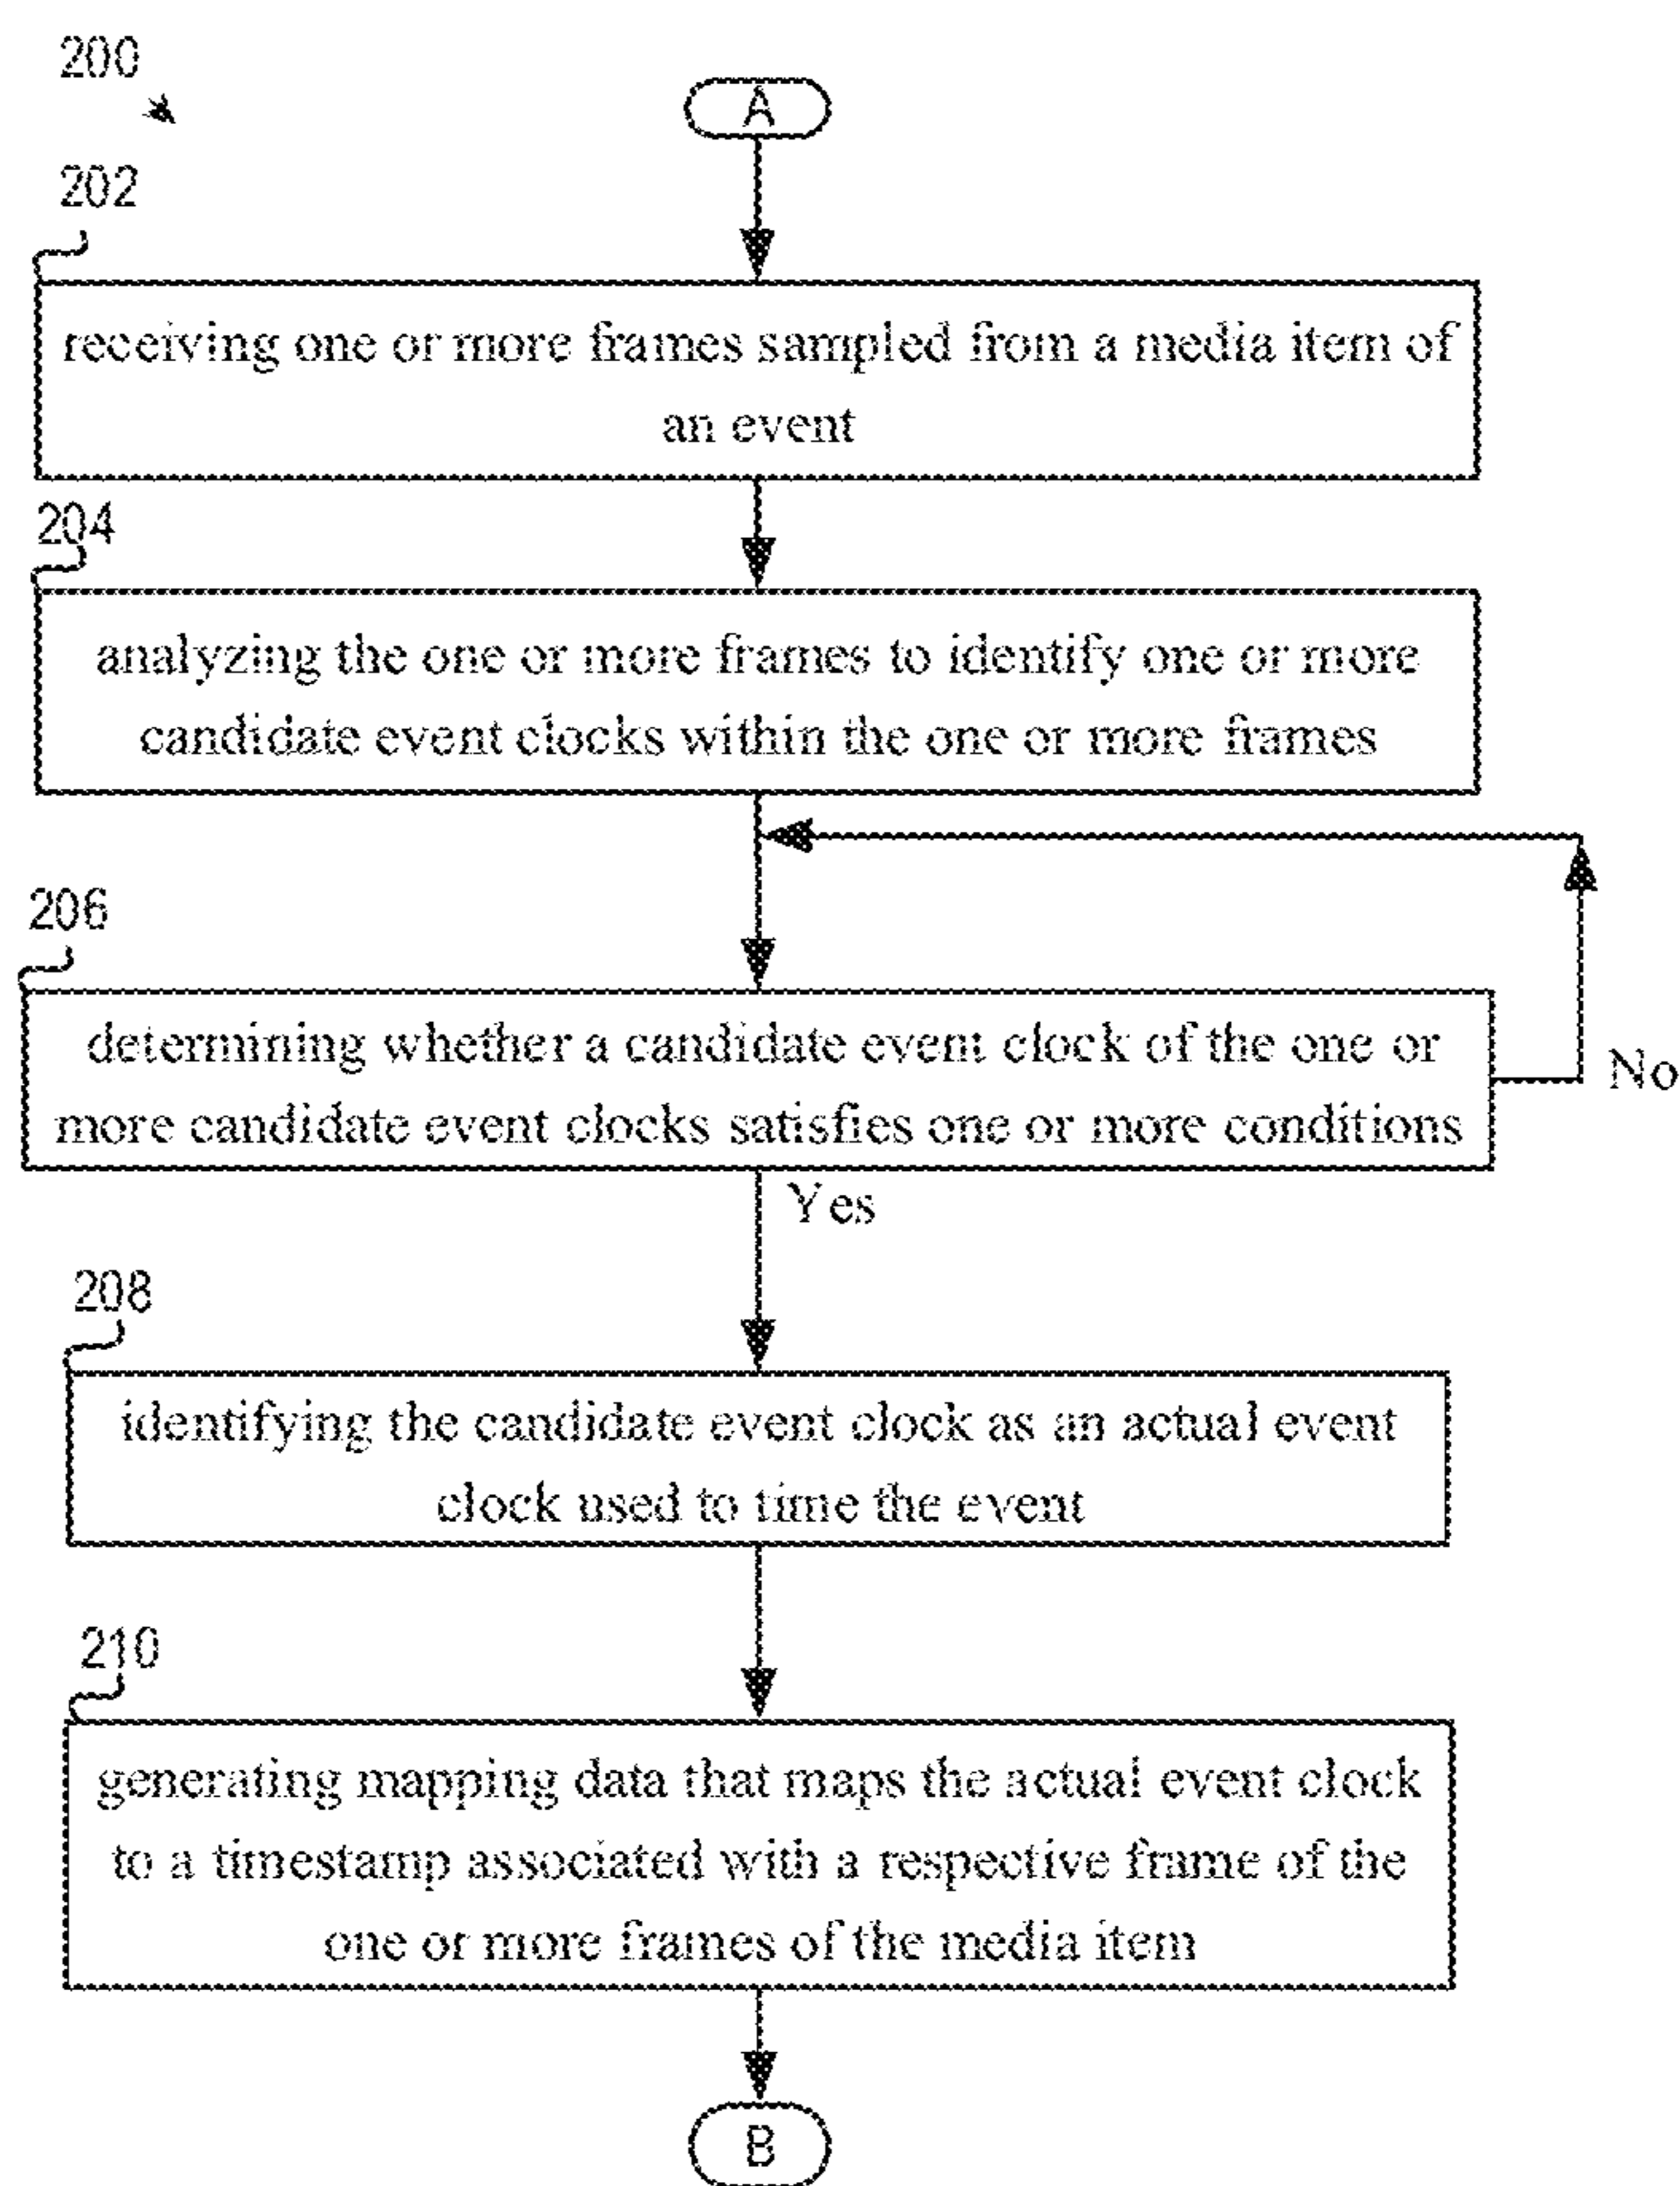 200
A
202
receiving one or more frames sampled from a media item of
an event
204
analyzing the one or more frames to identify one or more
candidate event clocks within the one or more frames
206
determining whether a candidate event clock of the one or
more candidate event clocks satisfies one or more conditions
No
Yes
208
identifying the candidate event clock as an actual event
clock used to time the event
210
generating mapping data that maps the actual event clock
to a timestamp associated with a respective frame of the
one or more frames of the media item
B